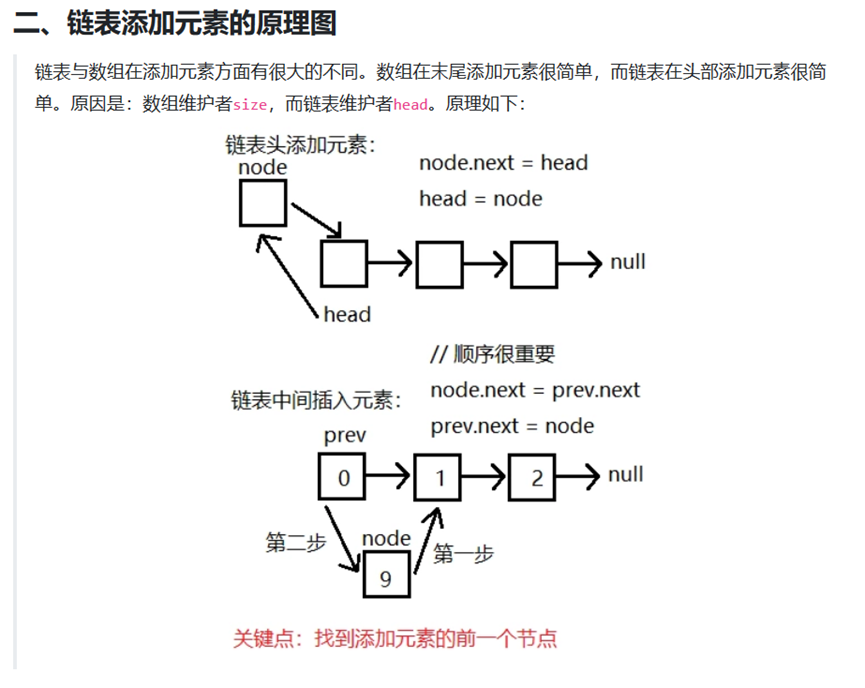 二、链表添加元素的原理图
链表与数组在添加元素方面有很大的不同。数组在末尾添加元素很简单，而链表在头部添加元素很简
单。原因是：数组维护者size，而链表维护者head。原理如下：
链表头添加元素：
node
node.next = head
head = node
null
head
// 顺序很重要
node.next = prev.next
链表中间插入元素：
prev.next = node
prev
0
1
2
null
第二步
node
第一步
9
关键点：找到添加元素的前一个节点